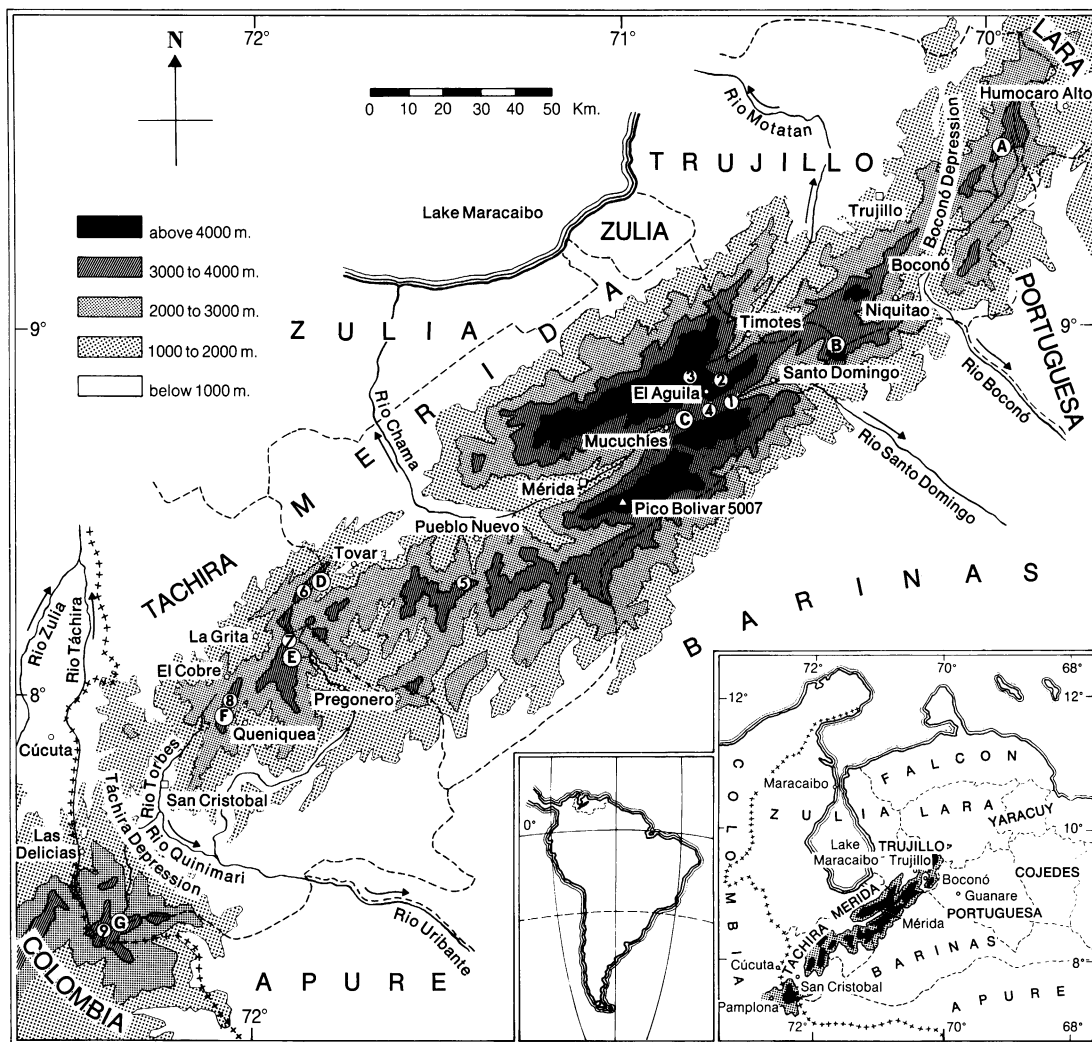 N
72°
71°
70°
LARA
Humocaro Alto
0 10 20 30 40 50 Km.
Rio Motatan
Boconó Depression
A
TRUJILLO
Lake Maracaibo
Trujillo
ZULIA
above 4000 m.
3000 to 4000 m.
2000 to 3000 m.
1000 to 2000 m.
below 1000 m.
Boconó
PORTUGUESA
Niquitao
9°
ZULIA
Timotes
9°
B
Santo Domingo
3
2
El Aguila
1
4
C
Rio Boconó
MERIDA
Rio Chama
Mucuchíes
Rio Santo Domingo
Mérida
Pico Bolivar 5007
Pueblo Nuevo
Tovar
TACHIRA
6
D
5
BARINAS
Rio Zulia
Rio Táchira
La Grita
7
E
El Cobre
8°
8
F
Pregonero
Queniquea
Cúcuta
Rio Torbes
San Cristobal
Táchira Depression
Rio Quinimari
Las Delicias
Rio Uribante
9
G
COLOMBIA
APURE
72°
0°
72°
70°
12°
12°
COLOMBIA
Maracaibo
FALCON
ZULIA
LARA
YARACUY
10°
Lake Maracaibo
TRUJILLO
Trujillo
COJEDES
Boconó
Guanare
MERIDA
PORTUGUESA
Mérida
TACHIRA
BARINAS
Cúcuta
8°
San Cristobal
Pamplona
APURE
72°
70°